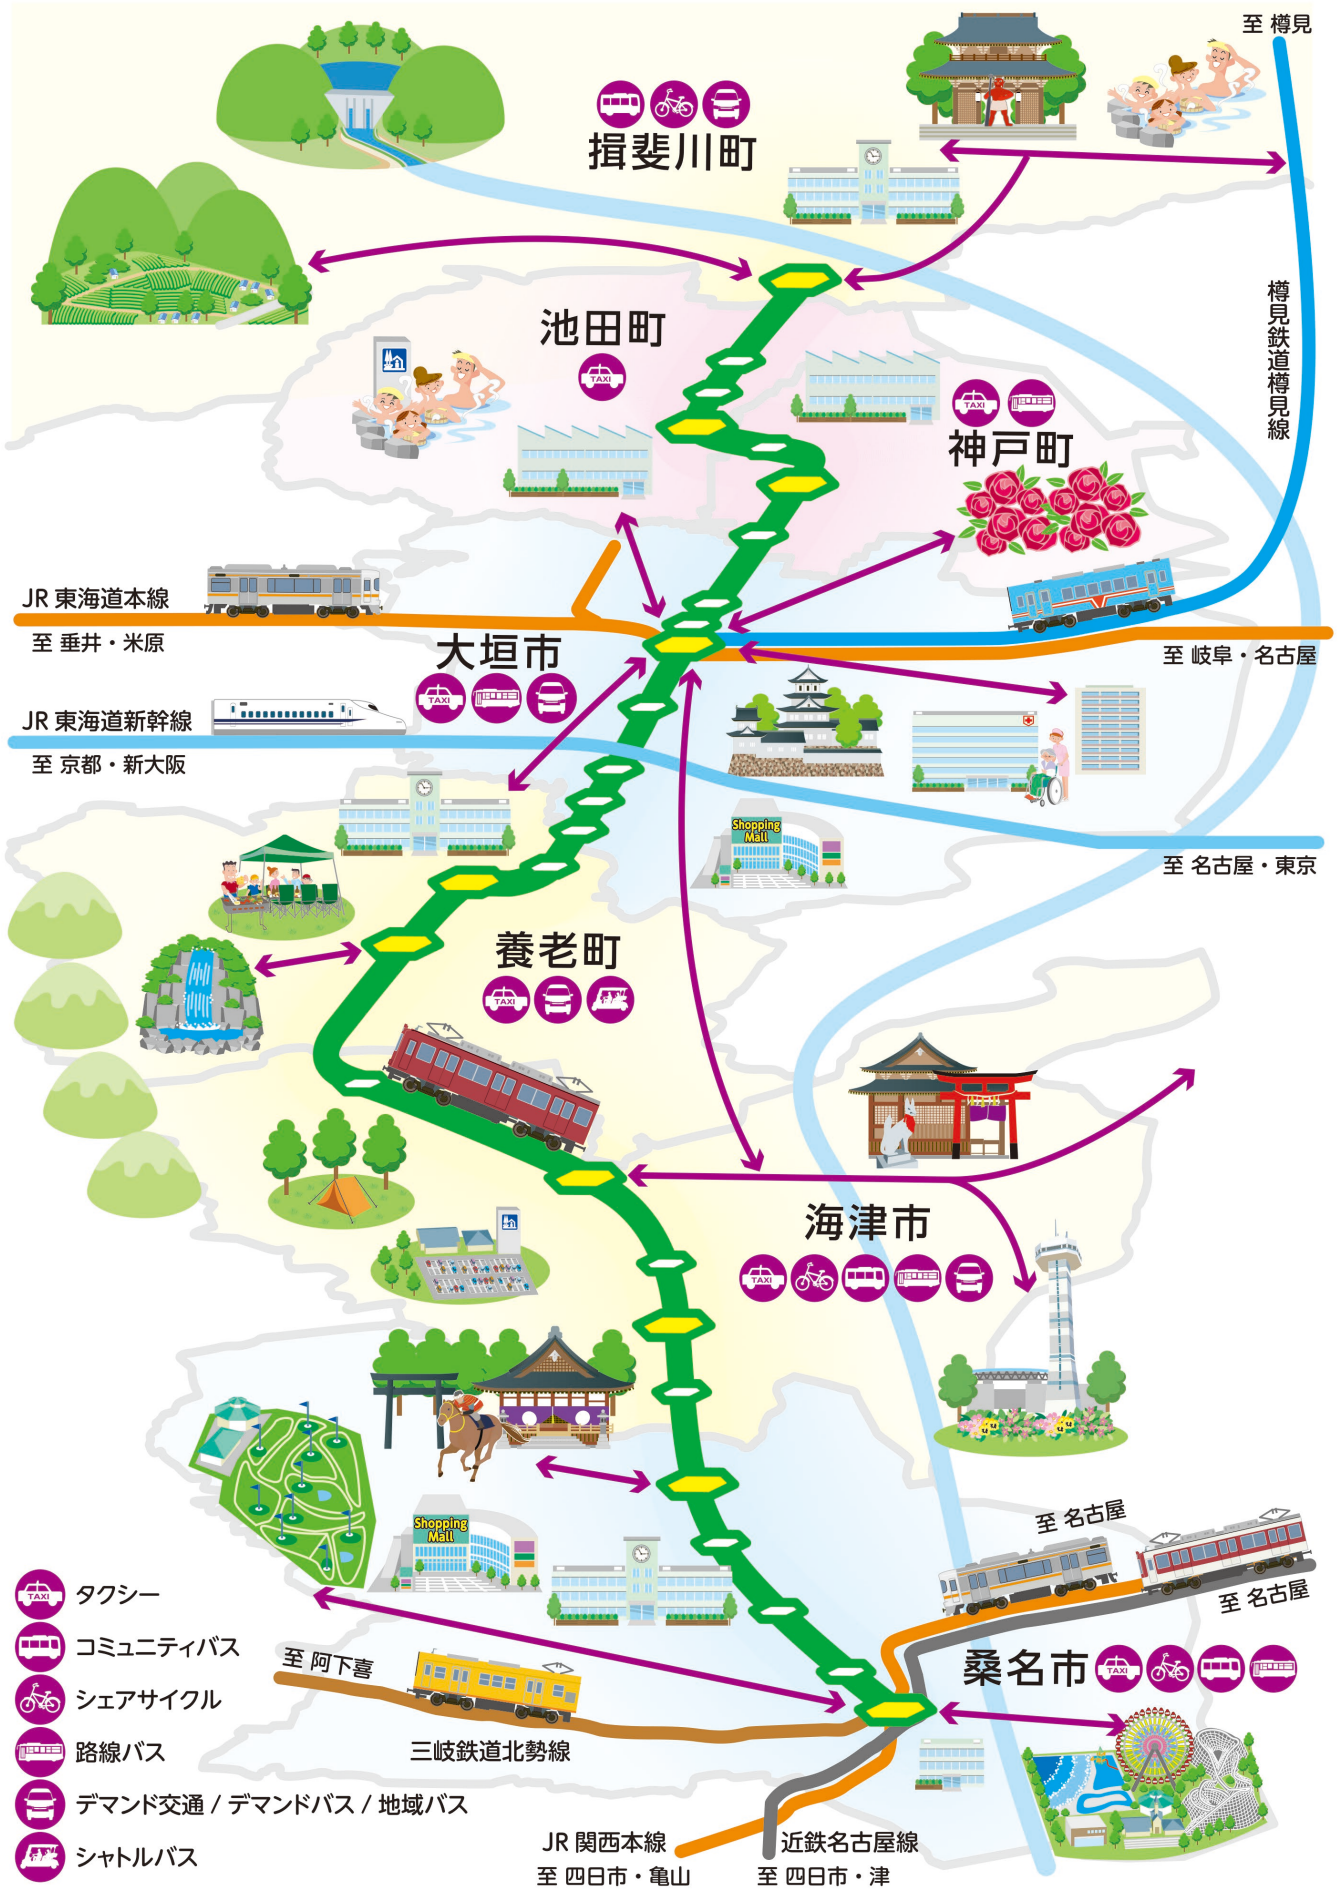 至 樽見
揖斐川町
樽見鉄道樽見線
池田町
TAXI
TAXI
神戸町
JR 東海道本線
至 垂井・米原
大垣市
TAXI
至 岐阜・名古屋
JR 東海道新幹線
至 京都・新大阪
Shopping
Mall
至 名古屋・東京
養老町
TAXI
海津市
TAXI
Shopping
Mall
至 名古屋
至 名古屋
桑名市
TAXI
至 阿下喜
三岐鉄道北勢線
JR 関西本線
至 四日市・亀山
近鉄名古屋線
至 四日市・津
TAXI
タクシー
コミュニティバス
シェアサイクル
路線バス
デマンド交通 / デマンドバス / 地域バス
シャトルバス